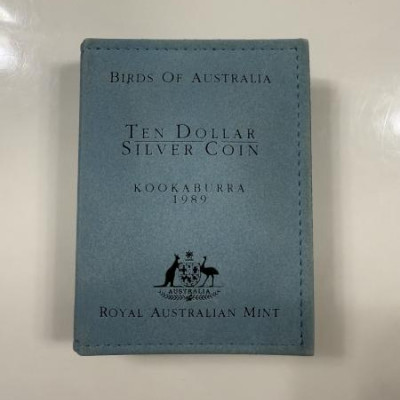 BIRDS OF AUSTRALIA
TEN DOLLAR
SILVER COIN
KOOKABURRA
1989
AUSTRALIA
ROYAL AUSTRALIAN MINT